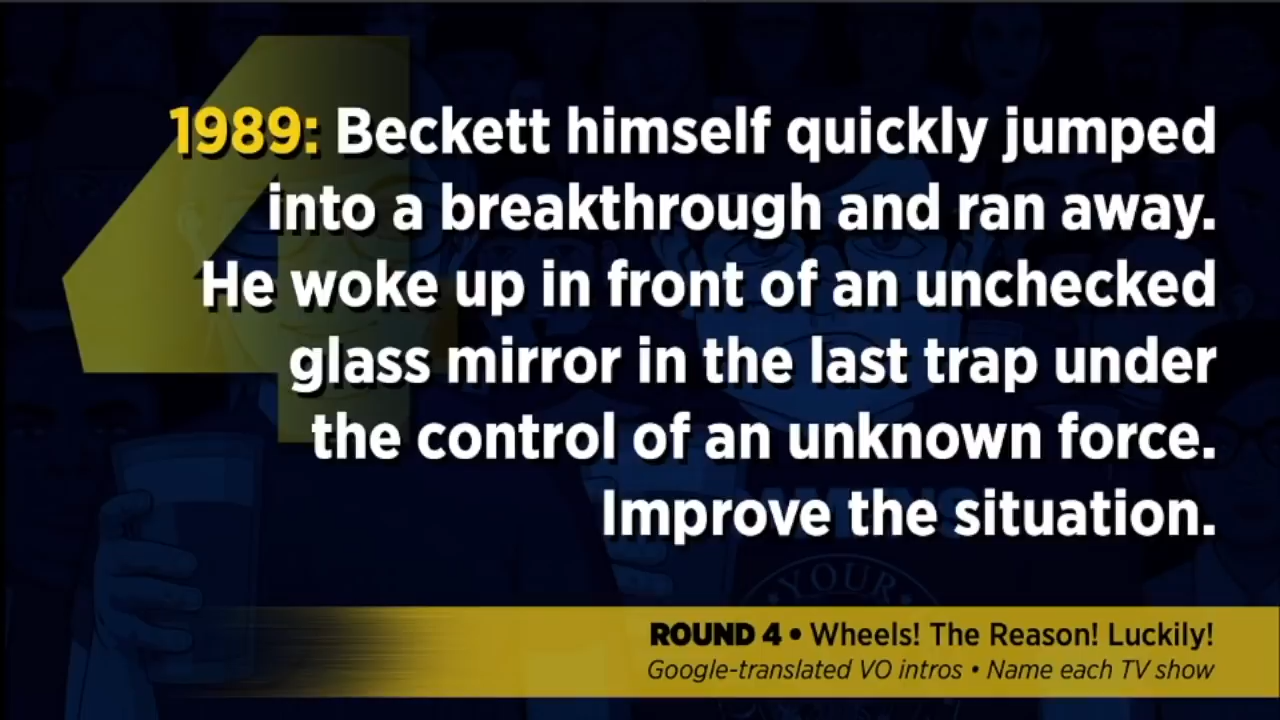 4
1989: Beckett himself quickly jumped
into a breakthrough and ran away.
He woke up in front of an unchecked
glass mirror in the last trap under
the control of an unknown force.
Improve the situation.
YOUR
ROUND 4 • Wheels! The Reason! Luckily!
Google-translated VO intros • Name each TV show